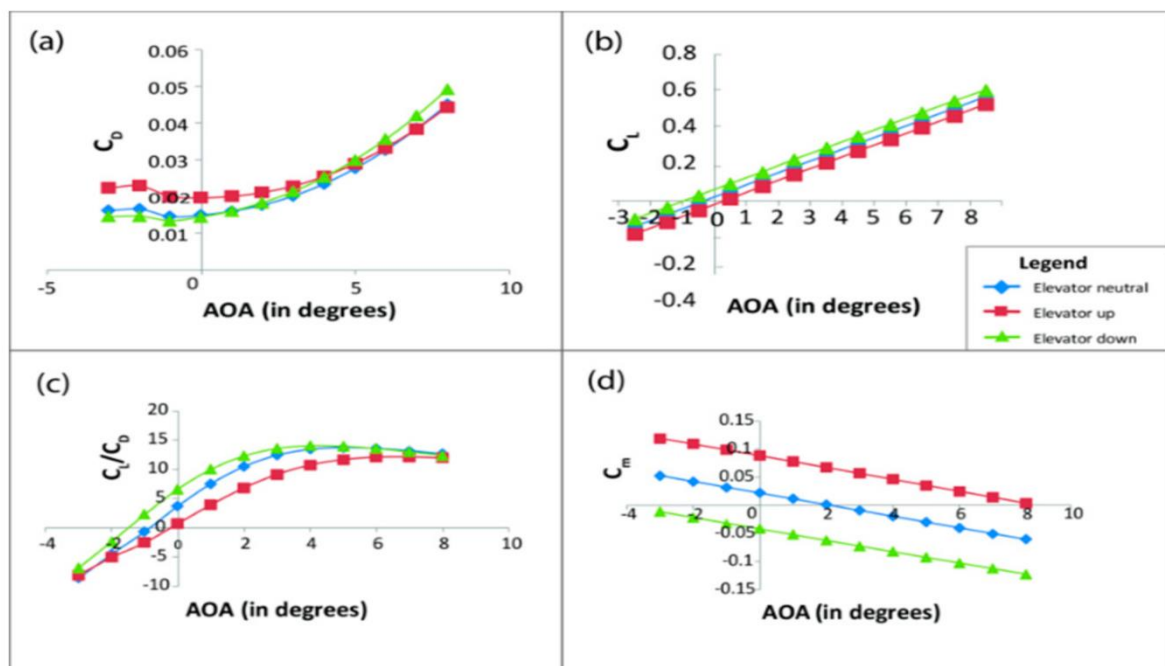 (a)
0.06
0.05
0.04
0.03
0.02
0.01
C_D
-5
0
5
10
AOA (in degrees)
(b)
0.8
0.6
0.4
0.2
0
-0.2
-0.4
C_L
-3 -2 -1 0 1 2 3 4 5 6 7 8
AOA (in degrees)
Legend
Elevator neutral
Elevator up
Elevator down
(c)
20
15
10
5
0
-5
-10
C_L/C_D
-4 -2 0 2 4 6 8 10
AOA (in degrees)
(d)
0.15
0.1
0.05
0
-0.05
-0.1
-0.15
C_m
-4 -2 0 2 4 6 8 10
AOA (in degrees)